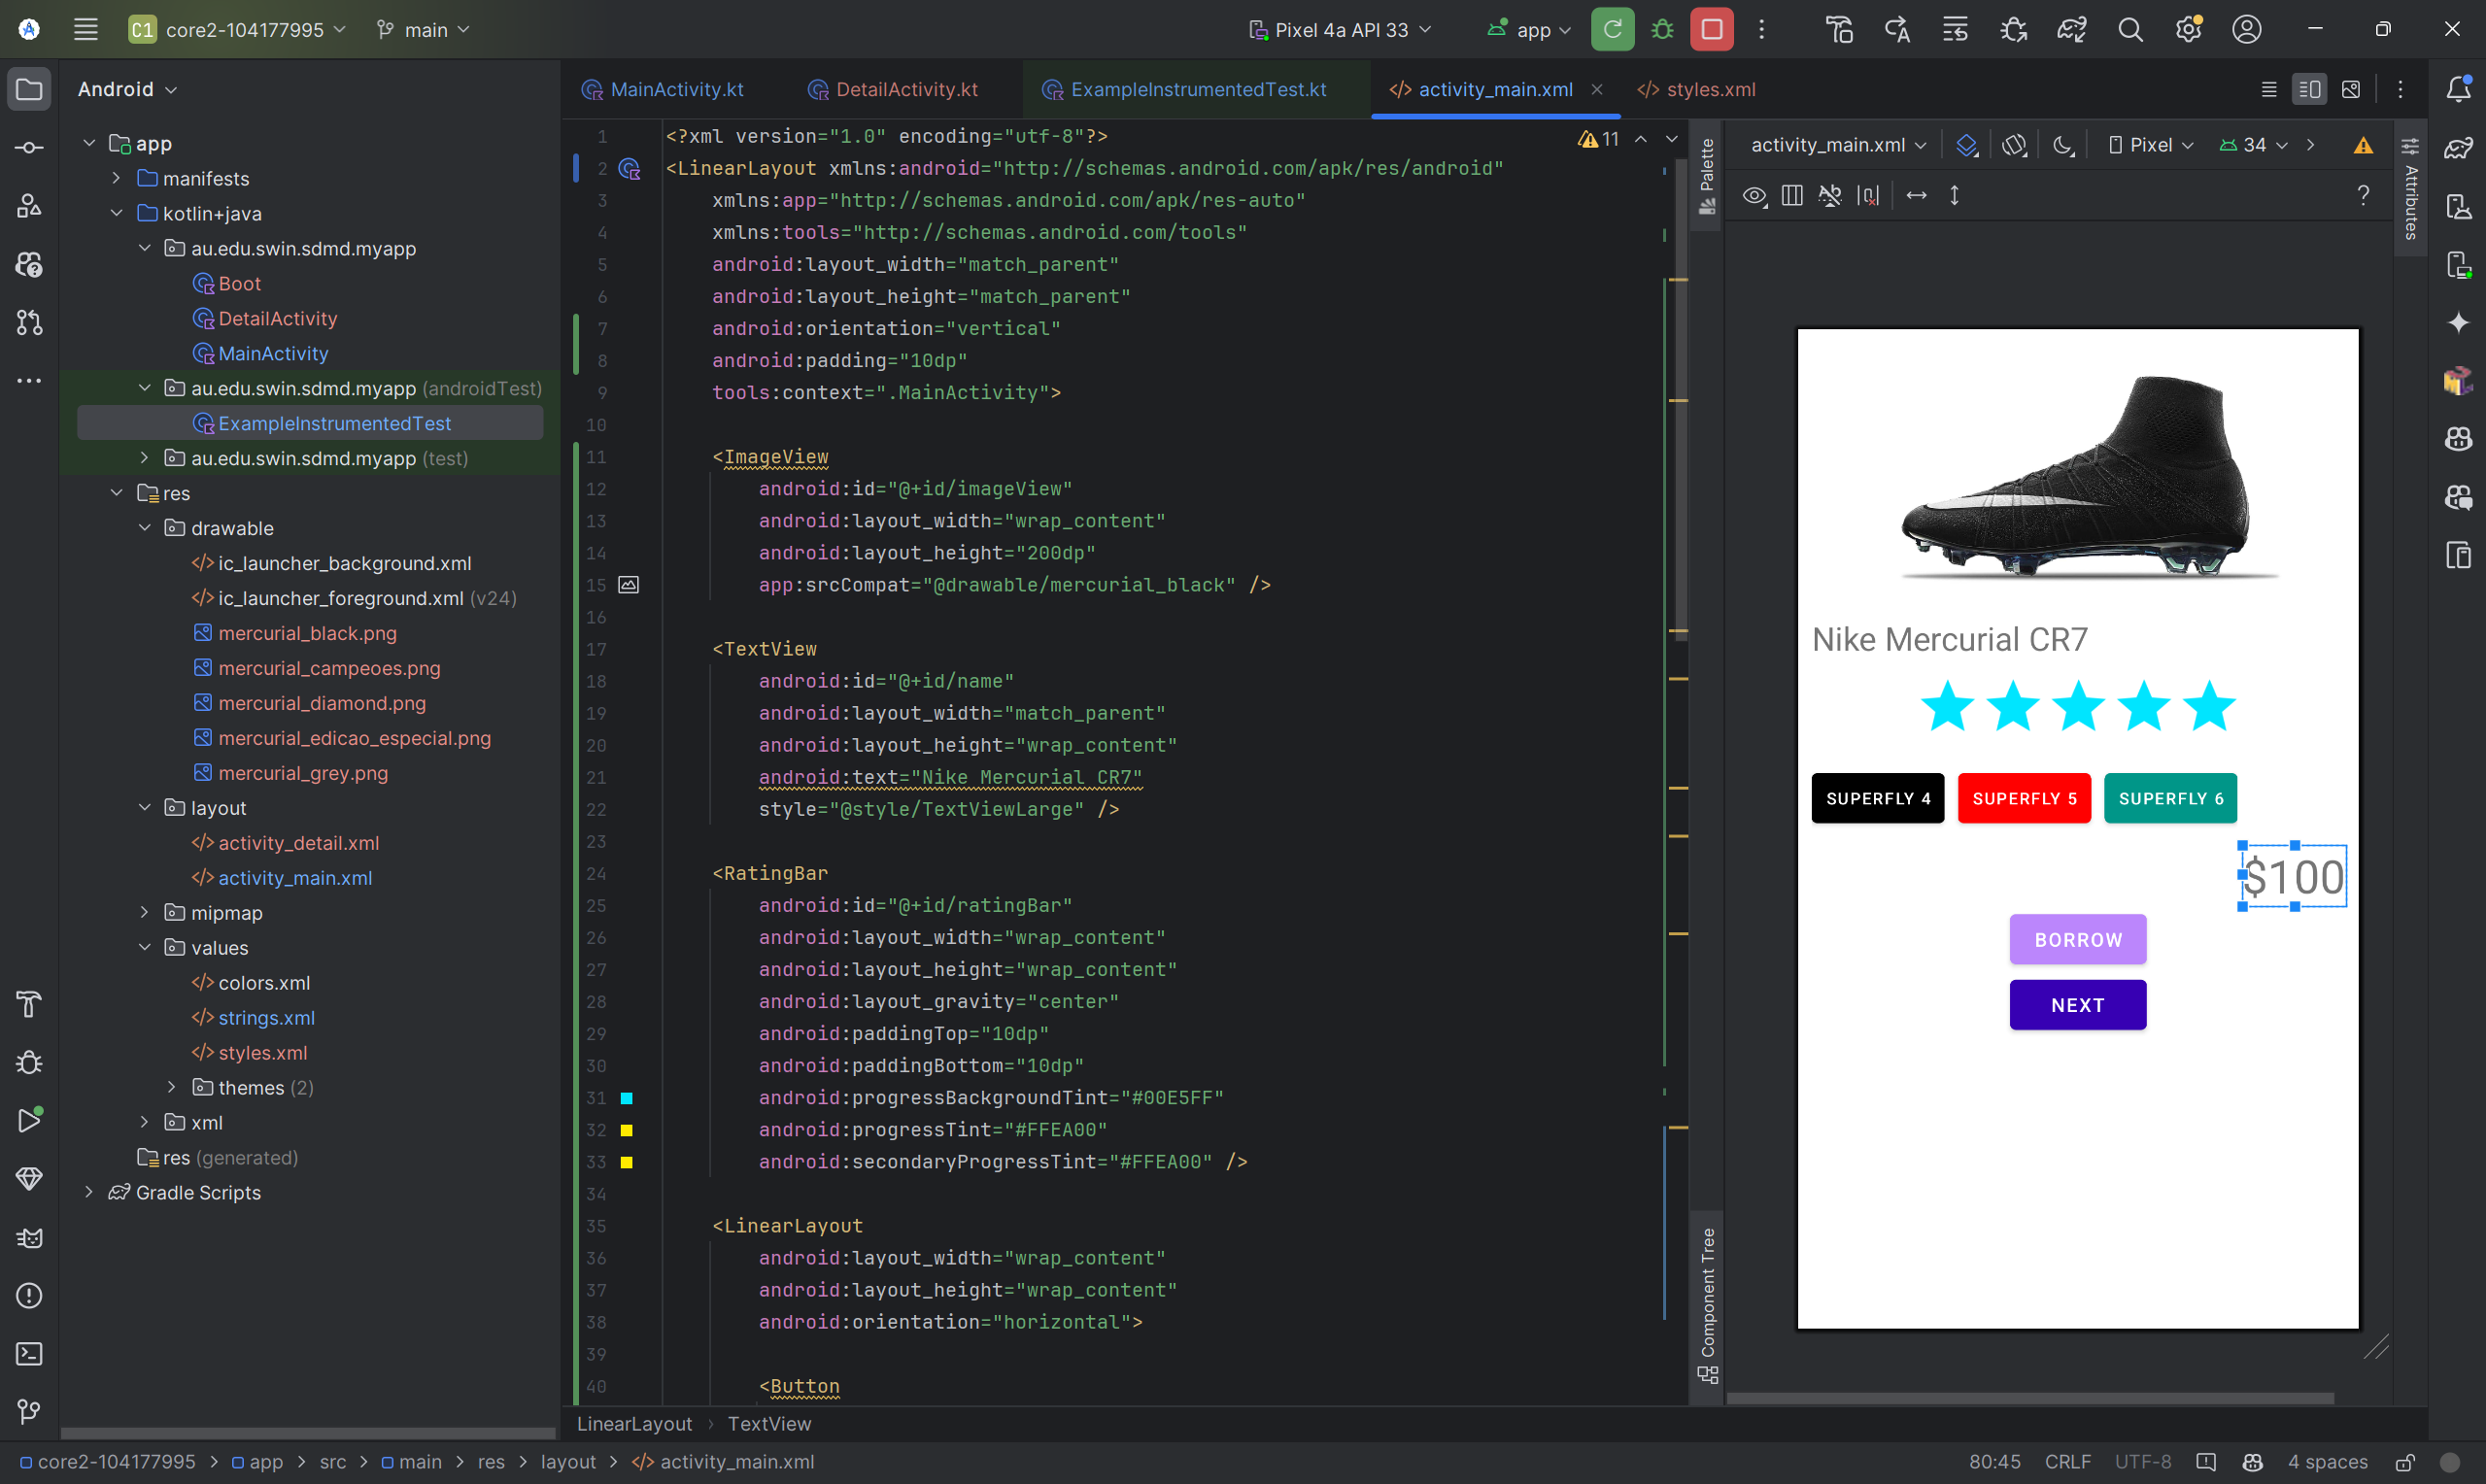 C1 core2-104177995 main Pixel 4a API 33 app
Android
app
manifests
kotlin+java
au.edu.swin.sdmd.myapp
Boot
DetailActivity
MainActivity
au.edu.swin.sdmd.myapp (androidTest)
ExampleInstrumentedTest
au.edu.swin.sdmd.myapp (test)
res
drawable
ic_launcher_background.xml
ic_launcher_foreground.xml (v24)
mercurial_black.png
mercurial_campeoes.png
mercurial_diamond.png
mercurial_edicao_especial.png
mercurial_grey.png
layout
activity_detail.xml
activity_main.xml
mipmap
values
colors.xml
strings.xml
styles.xml
themes (2)
xml
res (generated)
Gradle Scripts
MainActivity.kt DetailActivity.kt ExampleInstrumentedTest.kt activity_main.xml styles.xml
11
1 <?xml version="1.0" encoding="utf-8"?>
2 <LinearLayout xmlns:android="http://schemas.android.com/apk/res/android"
3 xmlns:app="http://schemas.android.com/apk/res-auto"
4 xmlns:tools="http://schemas.android.com/tools"
5 android:layout_width="match_parent"
6 android:layout_height="match_parent"
7 android:orientation="vertical"
8 android:padding="10dp"
9 tools:context=".MainActivity">
10
11 <ImageView
12 android:id="@+id/imageView"
13 android:layout_width="wrap_content"
14 android:layout_height="200dp"
15 app:srcCompat="@drawable/mercurial_black" />
16
17 <TextView
18 android:id="@+id/name"
19 android:layout_width="match_parent"
20 android:layout_height="wrap_content"
21 android:text="Nike Mercurial CR7"
22 style="@style/TextViewLarge" />
23
24 <RatingBar
25 android:id="@+id/ratingBar"
26 android:layout_width="wrap_content"
27 android:layout_height="wrap_content"
28 android:layout_gravity="center"
29 android:paddingTop="10dp"
30 android:paddingBottom="10dp"
31 android:progressBackgroundTint="#00E5FF"
32 android:progressTint="#FFEA00"
33 android:secondaryProgressTint="#FFEA00" />
34
35 <LinearLayout
36 android:layout_width="wrap_content"
37 android:layout_height="wrap_content"
38 android:orientation="horizontal">
39
40 <Button
LinearLayout TextView
Palette
Component Tree
activity_main.xml Pixel 34
?
Attributes
Nike Mercurial CR7
SUPERFLY 4 SUPERFLY 5 SUPERFLY 6
$100
BORROW
NEXT
core2-104177995 app src main res layout activity_main.xml
80:45 CRLF UTF-8 4 spaces